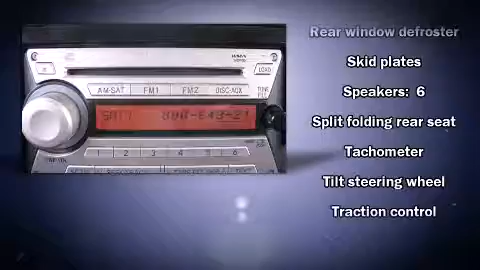 LOAD
AM·SAT FM1 FM2 DISC·AUX
1 2 3 4 5 6
Rear window defroster
Skid plates
Speakers: 6
Split folding rear seat
Tachometer
Tilt steering wheel
Traction control